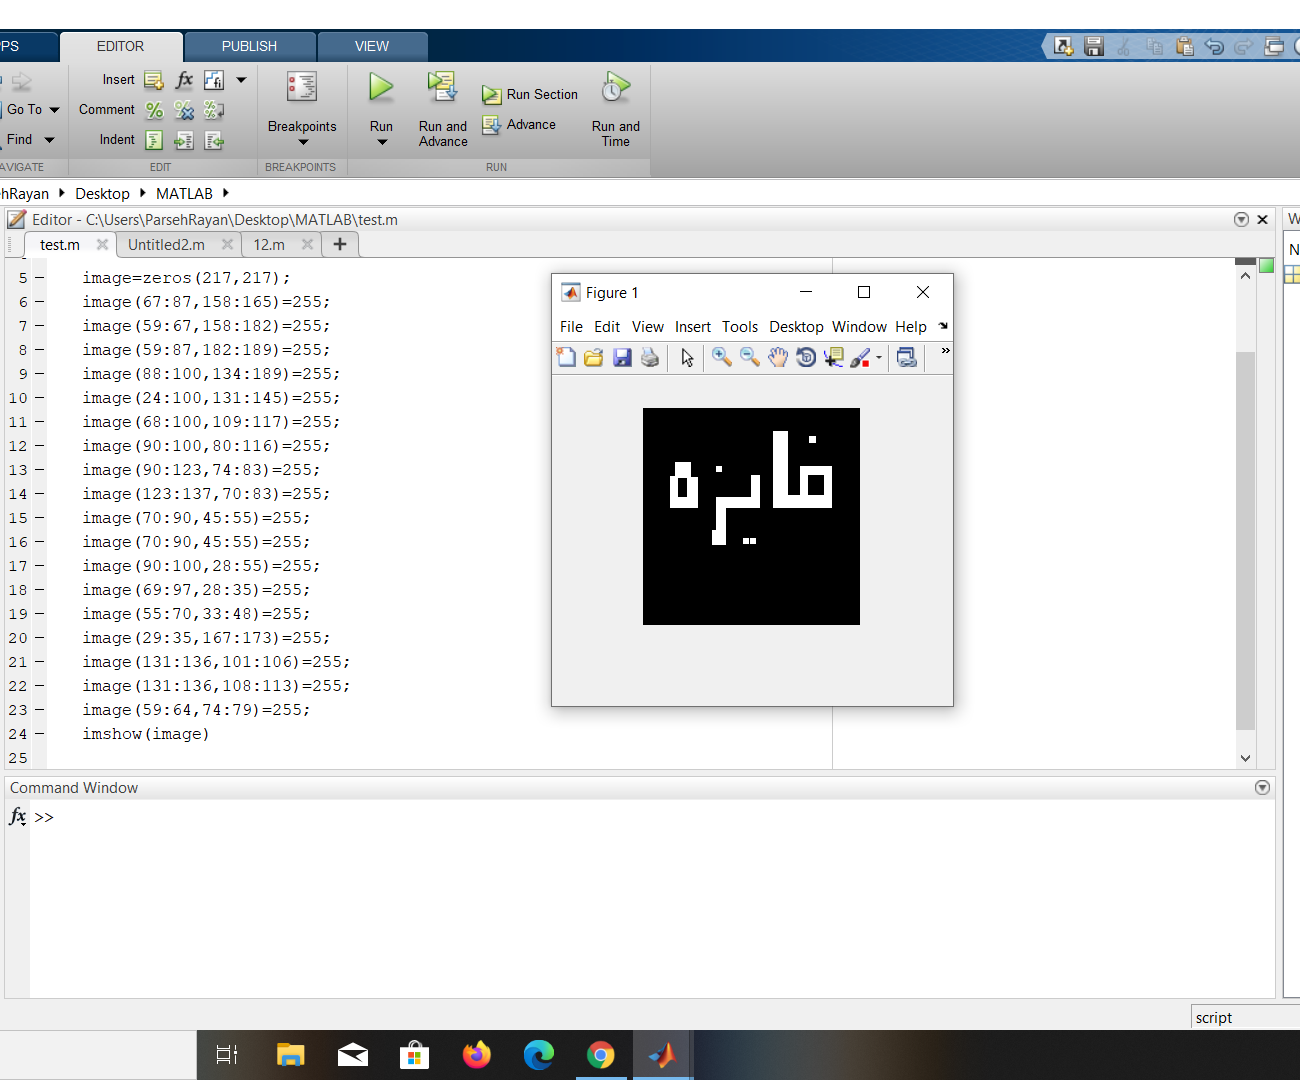 PPS EDITOR PUBLISH VIEW
Insert fx fi
Go To Comment Breakpoints Run Run and Advance Run Section Advance Run and Time
Find Indent
AVIGATE EDIT BREAKPOINTS RUN
ehRayan Desktop MATLAB
Editor - C:\Users\ParsehRayan\Desktop\MATLAB\test.m
test.m Untitled2.m 12.m +
5 image=zeros(217,217);
6 image(67:87,158:165)=255;
7 image(59:67,158:182)=255;
8 image(59:87,182:189)=255;
9 image(88:100,134:189)=255;
10 image(24:100,131:145)=255;
11 image(68:100,109:117)=255;
12 image(90:100,80:116)=255;
13 image(90:123,74:83)=255;
14 image(123:137,70:83)=255;
15 image(70:90,45:55)=255;
16 image(70:90,45:55)=255;
17 image(90:100,28:55)=255;
18 image(69:97,28:35)=255;
19 image(55:70,33:48)=255;
20 image(29:35,167:173)=255;
21 image(131:136,101:106)=255;
22 image(131:136,108:113)=255;
23 image(59:64,74:79)=255;
24 imshow(image)
25
Figure 1
File Edit View Insert Tools Desktop Window Help
فایزه
W
N
Command Window
fx >>
script